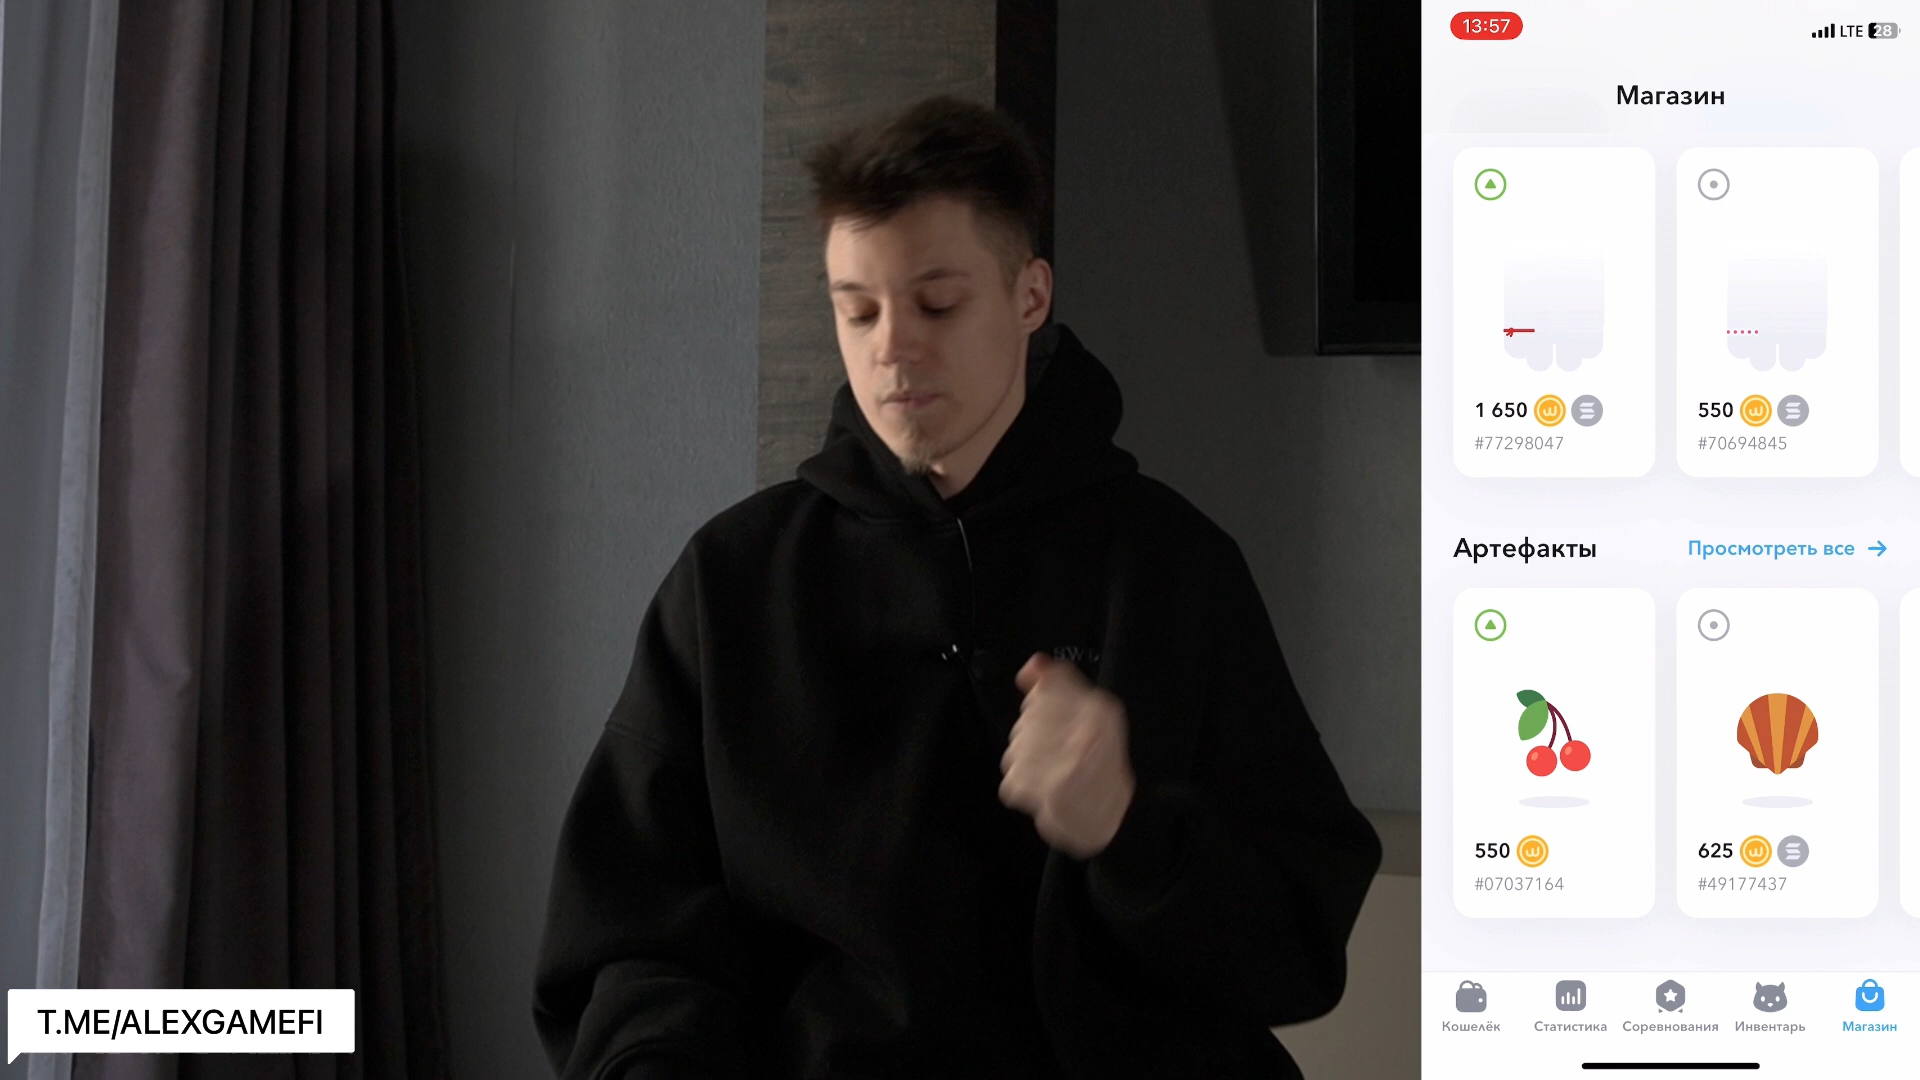 13:57
LTE 28
Магазин
1 650
#77298047
550
#70694845
Артефакты
Просмотреть все
550
#07037164
625
#49177437
Кошелёк
Статистика
Соревнования
Инвентарь
Магазин
T.ME/ALEXGAMEFI